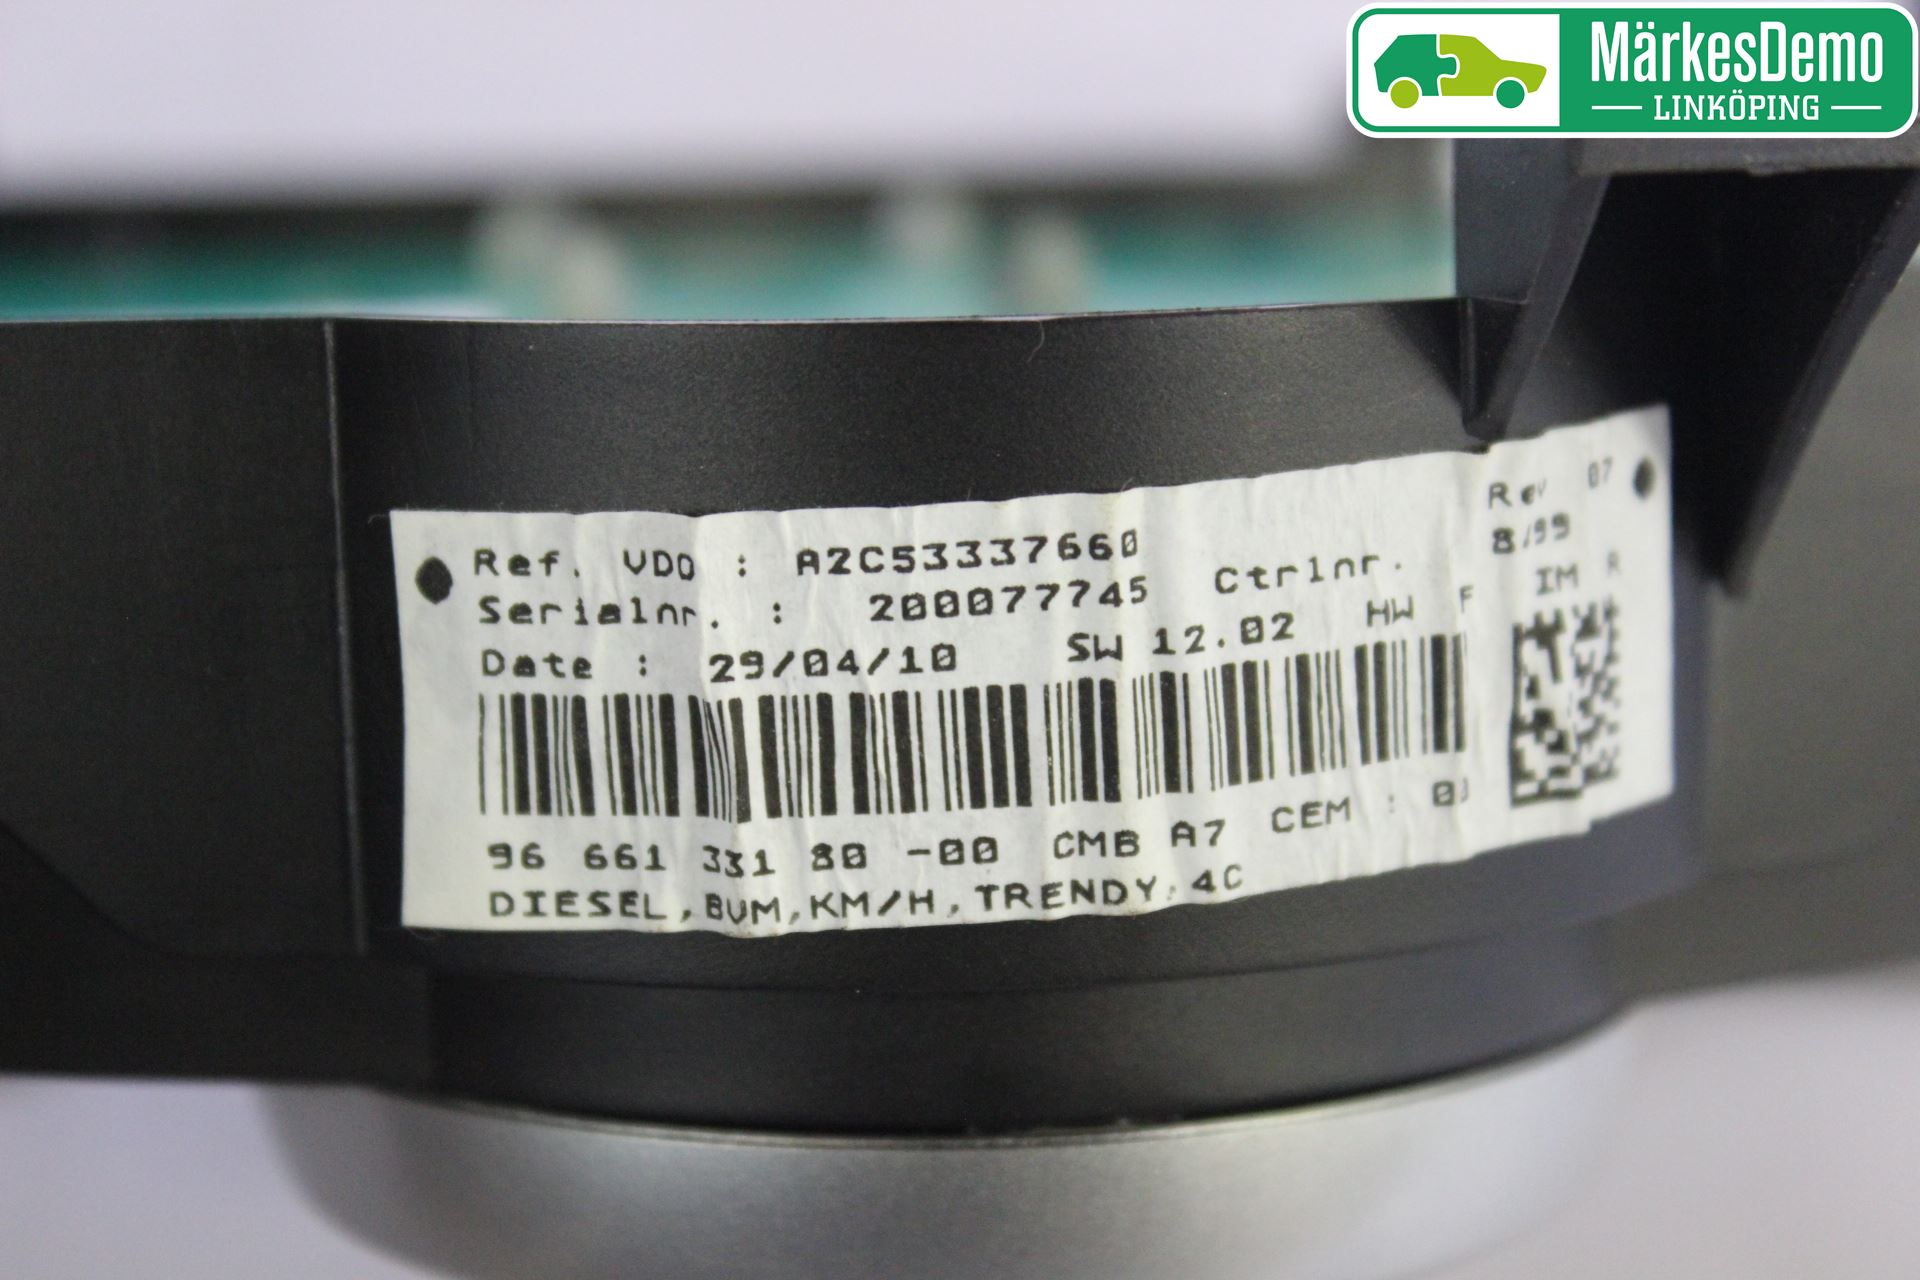 MärkesDemo
LINKÖPING
Ref. VDO : A2C53337660 Rev 07
Serialnr. : 200077745 Ctrlnr. 8/99
Date : 29/04/10 SW 12.02 HW F IM R
96 661 331 80 -00 CMB A7 CEM :
DIESEL,BVM,KM/H,TRENDY,4C